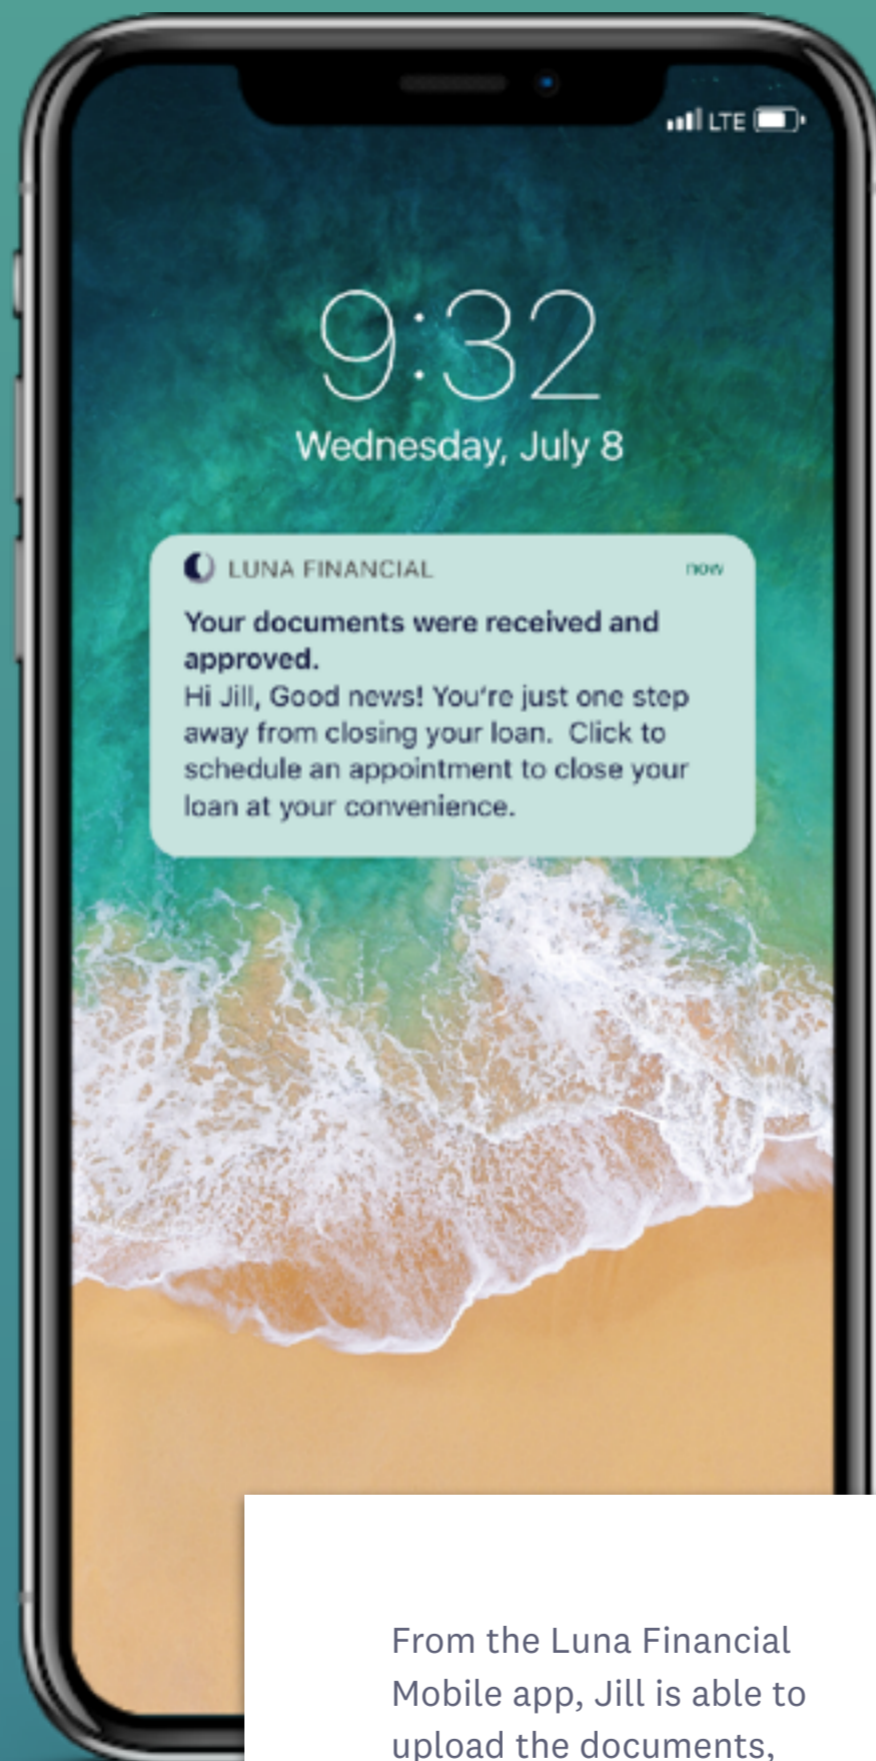 LTE
9:32
Wednesday, July 8
LUNA FINANCIAL now
Your documents were received and
approved.
Hi Jill, Good news! You're just one step
away from closing your loan.  Click to
schedule an appointment to close your
loan at your convenience.
From the Luna Financial
Mobile app, Jill is able to
upload the documents,